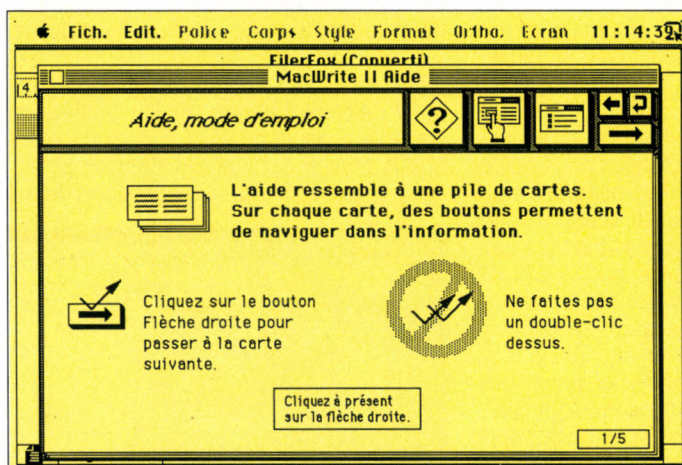 Fich. Edit. Police Corps Style Format Ortho. Ecran 11:14:39
FilerFox (Converti)
MacWrite II Aide
4
Aide, mode d'emploi
?
L'aide ressemble à une pile de cartes.
Sur chaque carte, des boutons permettent
de naviguer dans l'information.
Cliquez sur le bouton
Flèche droite pour
passer à la carte
suivante.
Ne faites pas
un double-clic
dessus.
Cliquez à présent
sur la flèche droite.
1/5